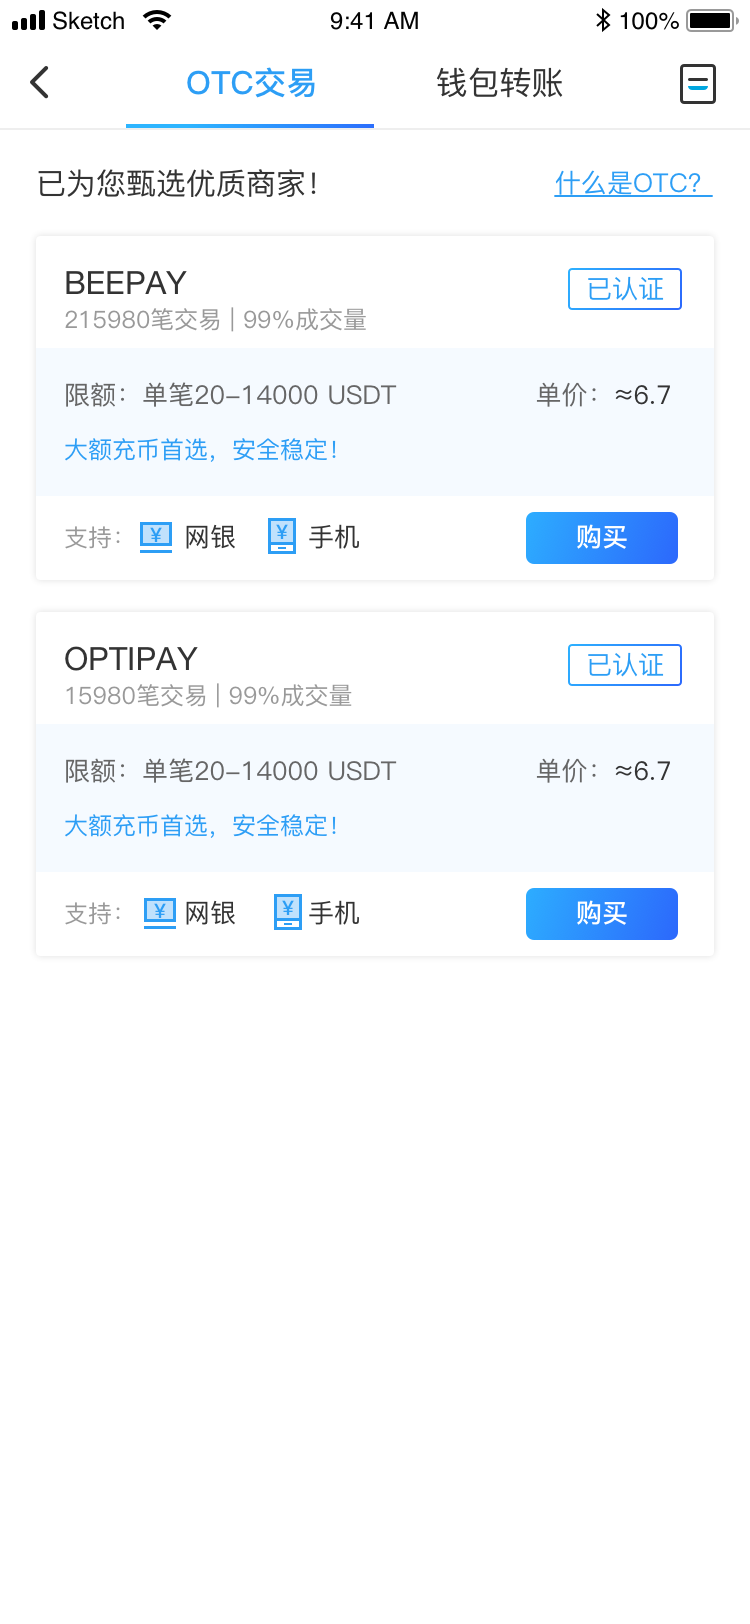 Sketch 9:41 AM 100%
OTC交易 钱包转账
已为您甄选优质商家！ 什么是OTC？
BEEPAY 已认证
215980笔交易 | 99%成交量
限额：单笔20-14000 USDT 单价：≈6.7
大额充币首选，安全稳定！
支持：¥ 网银 ¥ 手机 购买
OPTIPAY 已认证
15980笔交易 | 99%成交量
限额：单笔20-14000 USDT 单价：≈6.7
大额充币首选，安全稳定！
支持：¥ 网银 ¥ 手机 购买